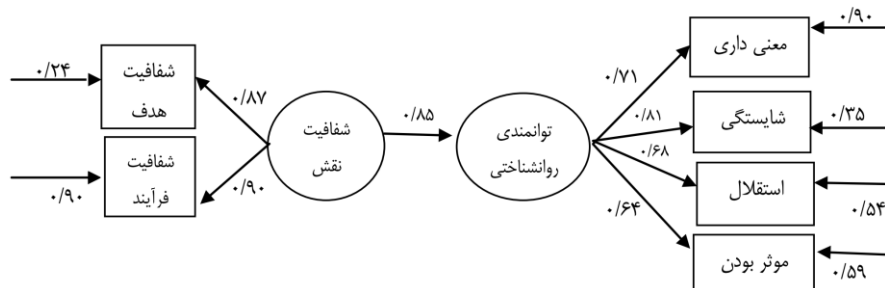 ۰/۹۰
معنی داری
۰/۲۴
شفافیت
هدف
۰/۸۷
۰/۷۱
شایستگی
۰/۳۵
۰/۸۱
۰/۸۵
شفافیت
نقش
توانمندی
روانشناختی
۰/۶۸
شفافیت
فرآیند
۰/۹۰
۰/۹۰
استقلال
۰/۵۴
۰/۶۴
موثر بودن
۰/۵۹